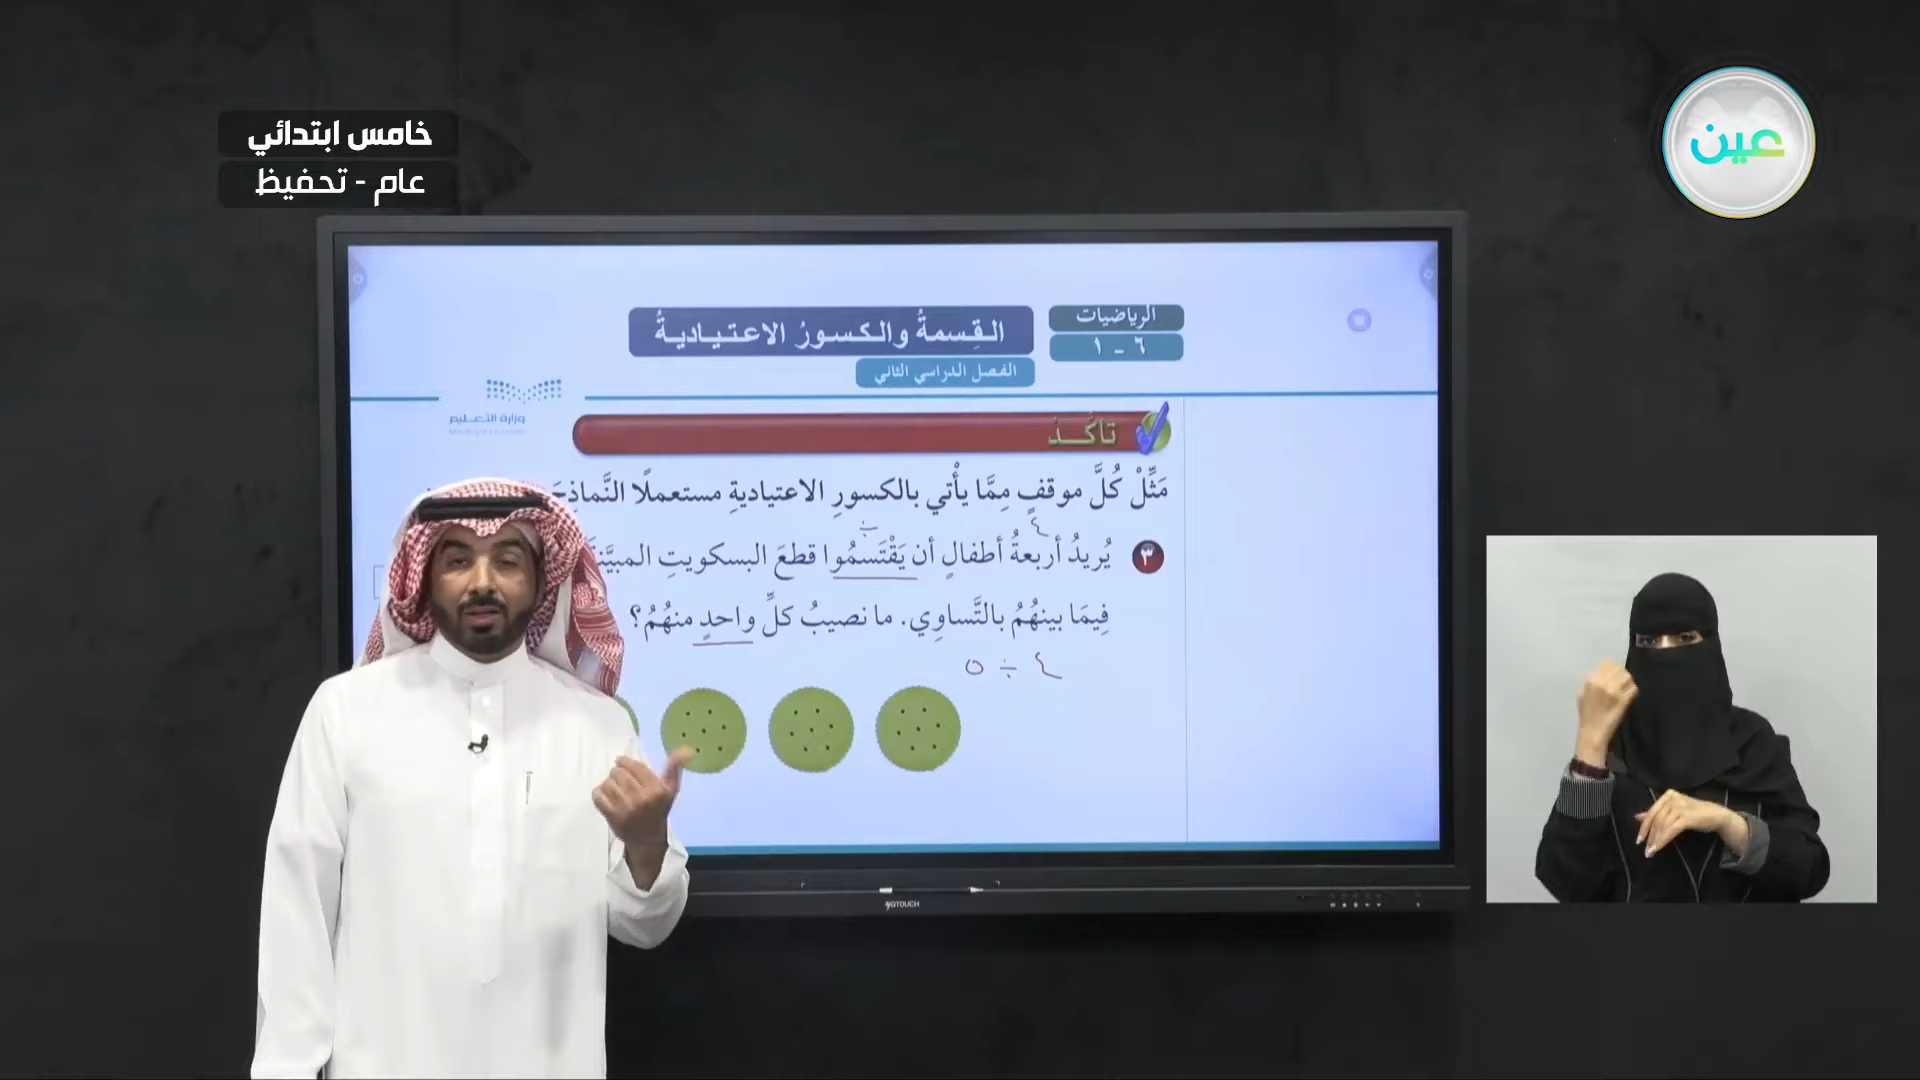 خامس ابتدائي
عام - تحفيظ
عين
الرياضيات
٦ - ١
القِسمةُ والكسورُ الاعتياديةُ
الفصل الدراسي الثاني
وزارة التعليم
تأكد
مَثِّلْ كُلَّ موقفٍ مِمَّا يأْتي بالكسورِ الاعتياديةِ مستعملًا النَّماذِجَ
٤ ÷
٣ يُريدُ أربعةُ أطفالٍ أن يَقْتَسمُوا قطعَ البسكويتِ
فِيمَا بينهُمُ بالتَّساوِي. ما نصيبُ كلِّ واحدٍ منهُمُ؟
٥ ÷ ٤